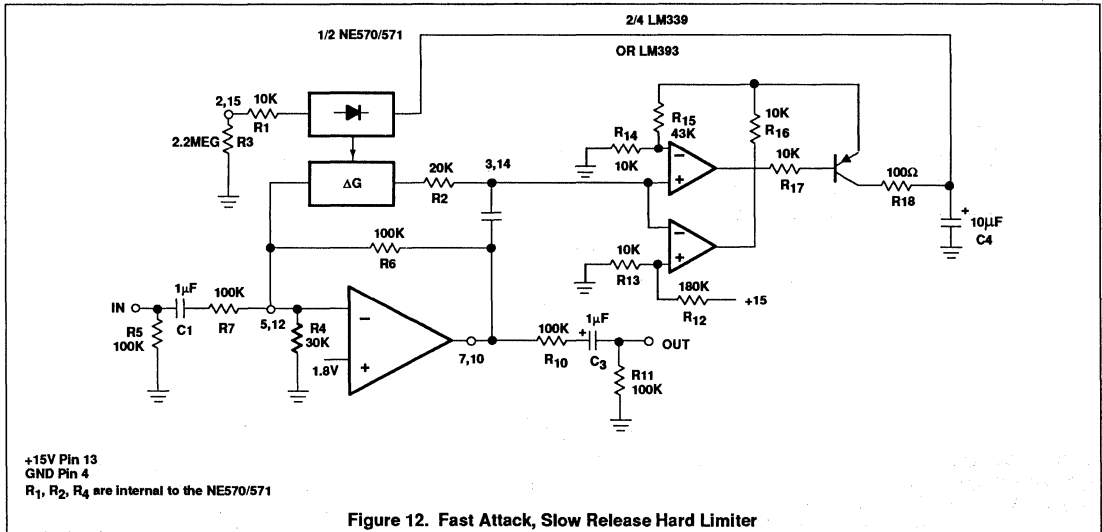 2/4 LM339
1/2 NE570/571
OR LM393
2,15
10K
R1
2.2MEG
R3
ΔG
20K
R2
3,14
R15
43K
10K
R16
R14
10K
10K
R17
100Ω
R18
+
10µF
C4
−
+
−
+
10K
R13
180K
R12
+15
100K
R6
IN
1µF
C1
100K
R7
5,12
R5
100K
R4
30K
−
+
1.8V
7,10
100K
R10
1µF
+
C3
OUT
R11
100K
+15V Pin 13
GND Pin 4
R1, R2, R4 are internal to the NE570/571
Figure 12. Fast Attack, Slow Release Hard Limiter